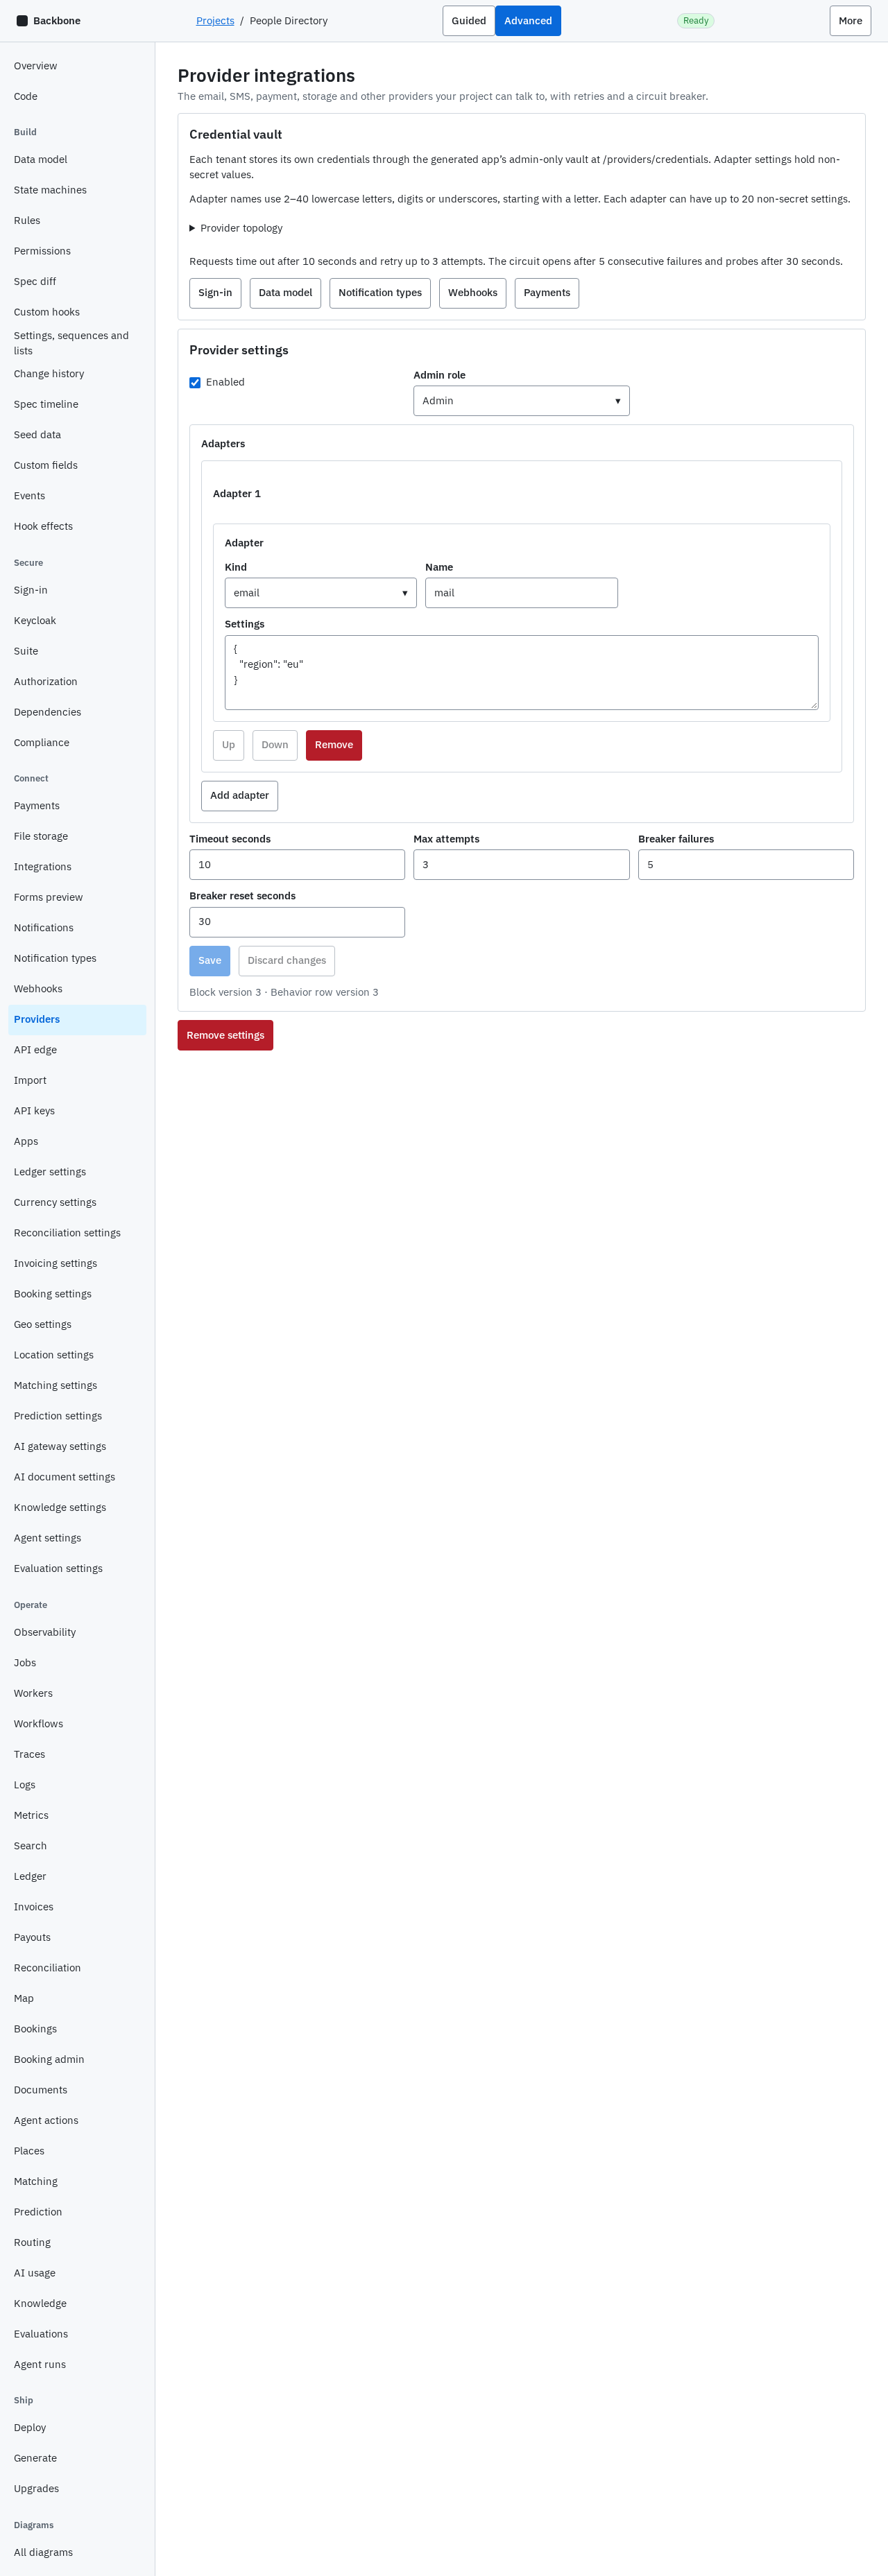 Backbone
Projects / People Directory
Guided
Advanced
Ready
More
Overview
Code
Build
Data model
State machines
Rules
Permissions
Spec diff
Custom hooks
Settings, sequences and
lists
Change history
Spec timeline
Seed data
Custom fields
Events
Hook effects
Secure
Sign-in
Keycloak
Suite
Authorization
Dependencies
Compliance
Connect
Payments
File storage
Integrations
Forms preview
Notifications
Notification types
Webhooks
Providers
API edge
Import
API keys
Apps
Ledger settings
Currency settings
Reconciliation settings
Invoicing settings
Booking settings
Geo settings
Location settings
Matching settings
Prediction settings
AI gateway settings
AI document settings
Knowledge settings
Agent settings
Evaluation settings
Operate
Observability
Jobs
Workers
Workflows
Traces
Logs
Metrics
Search
Ledger
Invoices
Payouts
Reconciliation
Map
Bookings
Booking admin
Documents
Agent actions
Places
Matching
Prediction
Routing
AI usage
Knowledge
Evaluations
Agent runs
Ship
Deploy
Generate
Upgrades
Diagrams
All diagrams
Provider integrations
The email, SMS, payment, storage and other providers your project can talk to, with retries and a circuit breaker.
Credential vault
Each tenant stores its own credentials through the generated app’s admin-only vault at /providers/credentials. Adapter settings hold non-
secret values.
Adapter names use 2–40 lowercase letters, digits or underscores, starting with a letter. Each adapter can have up to 20 non-secret settings.
Provider topology
Requests time out after 10 seconds and retry up to 3 attempts. The circuit opens after 5 consecutive failures and probes after 30 seconds.
Sign-in
Data model
Notification types
Webhooks
Payments
Provider settings
Enabled
Admin role
Admin
Adapters
Adapter 1
Adapter
Kind
Name
email
mail
Settings
{
"region": "eu"
}
Up
Down
Remove
Add adapter
Timeout seconds
Max attempts
Breaker failures
10
3
5
Breaker reset seconds
30
Save
Discard changes
Block version 3 · Behavior row version 3
Remove settings